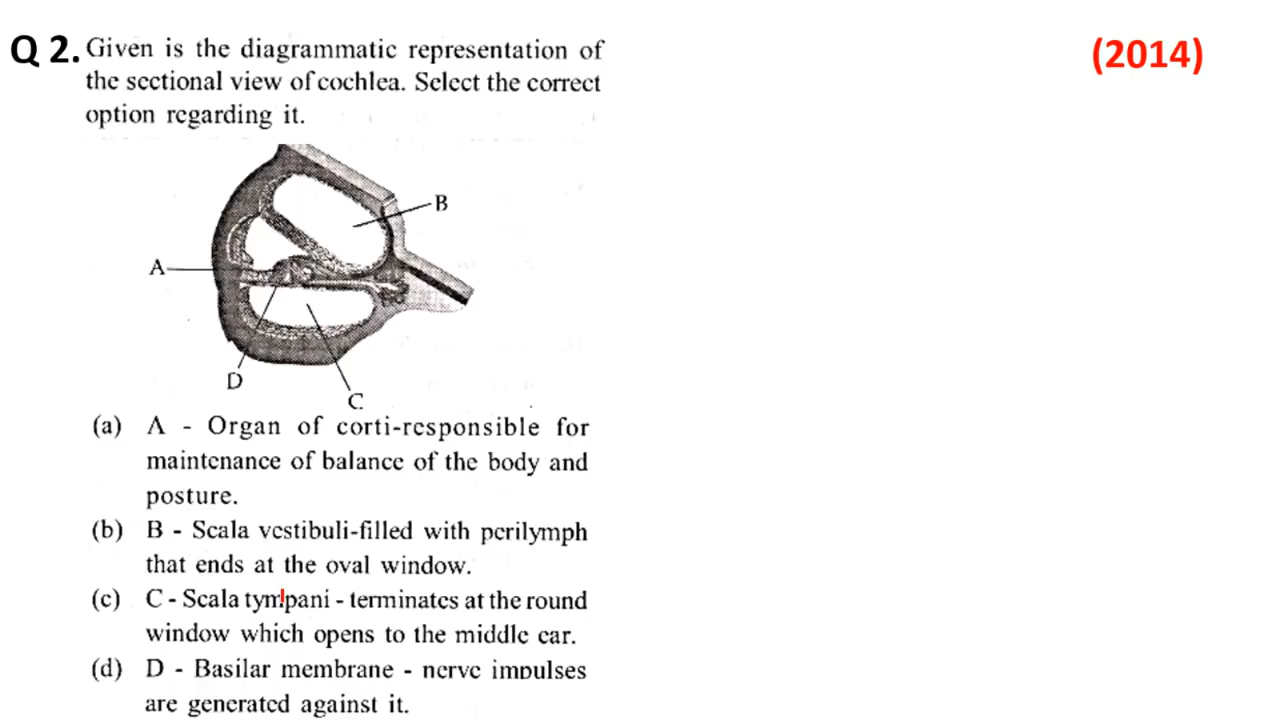 Q 2. Given is the diagrammatic representation of (2014)
the sectional view of cochlea. Select the correct
option regarding it.
B
A
D
C
(a) A - Organ of corti-responsible for
maintenance of balance of the body and
posture.
(b) B - Scala vestibuli-filled with perilymph
that ends at the oval window.
(c) C - Scala tympani - terminates at the round
window which opens to the middle ear.
(d) D - Basilar membrane - nerve impulses
are generated against it.